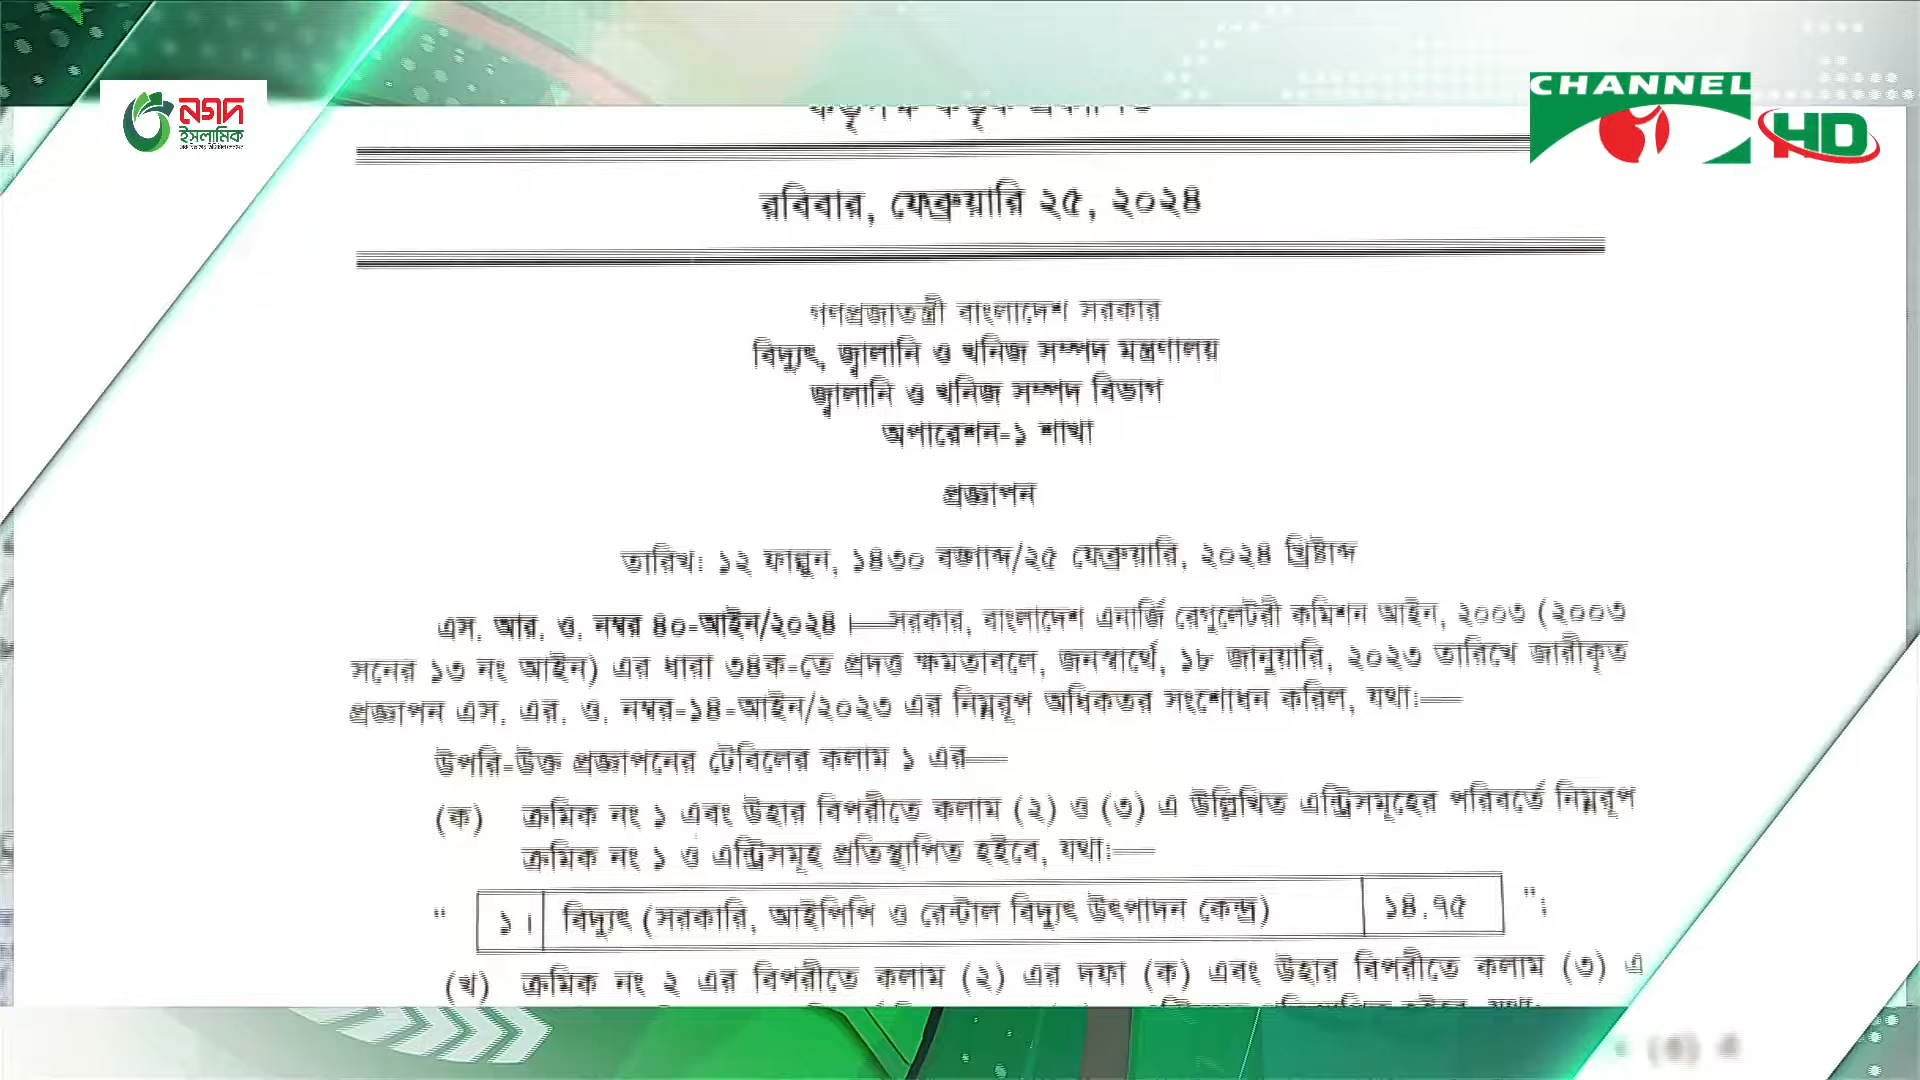 নগদ
ইসলামিক
CHANNEL
HD
রবিবার, ফেব্রুয়ারি ২৫, ২০২৪
গণপ্রজাতন্ত্রী বাংলাদেশ সরকার
বিদ্যুৎ, জ্বালানি ও খনিজ সম্পদ মন্ত্রণালয়
জ্বালানি ও খনিজ সম্পদ বিভাগ
অপারেশন-১ শাখা
প্রজ্ঞাপন
তারিখ: ১২ ফাল্গুন, ১৪৩০ বঙ্গাব্দ/২৫ ফেব্রুয়ারি, ২০২৪ খ্রিষ্টাব্দ
এস. আর. ও. নম্বর ৪০-আইন/২০২৪।—সরকার, বাংলাদেশ এনার্জি রেগুলেটরী কমিশন আইন, ২০০৩ (২০০৩
সনের ১৩ নং আইন) এর ধারা ৩৪ক-তে প্রদত্ত ক্ষমতাবলে, জনস্বার্থে, ১৮ জানুয়ারি, ২০২৩ তারিখে জারীকৃত
প্রজ্ঞাপন এস. এর. ও. নম্বর-১৪-আইন/২০২৩ এর নিম্নরূপ অধিকতর সংশোধন করিল, যথা:—
উপরি-উক্ত প্রজ্ঞাপনের টেবিলের কলাম ১ এর—
(ক) ক্রমিক নং ১ এবং উহার বিপরীতে কলাম (২) ও (৩) এ উল্লিখিত এন্ট্রিসমূহের পরিবর্তে নিম্নরূপ
ক্রমিক নং ১ ও এন্ট্রিসমূহ প্রতিস্থাপিত হইবে, যথা:—
" ১। বিদ্যুৎ (সরকারি, আইপিপি ও রেন্টাল বিদ্যুৎ উৎপাদন কেন্দ্র) ১৪.৭৫ ";
(খ) ক্রমিক নং ২ এর বিপরীতে কলাম (২) এর দফা (ক) এবং উহার বিপরীতে কলাম (৩) এ